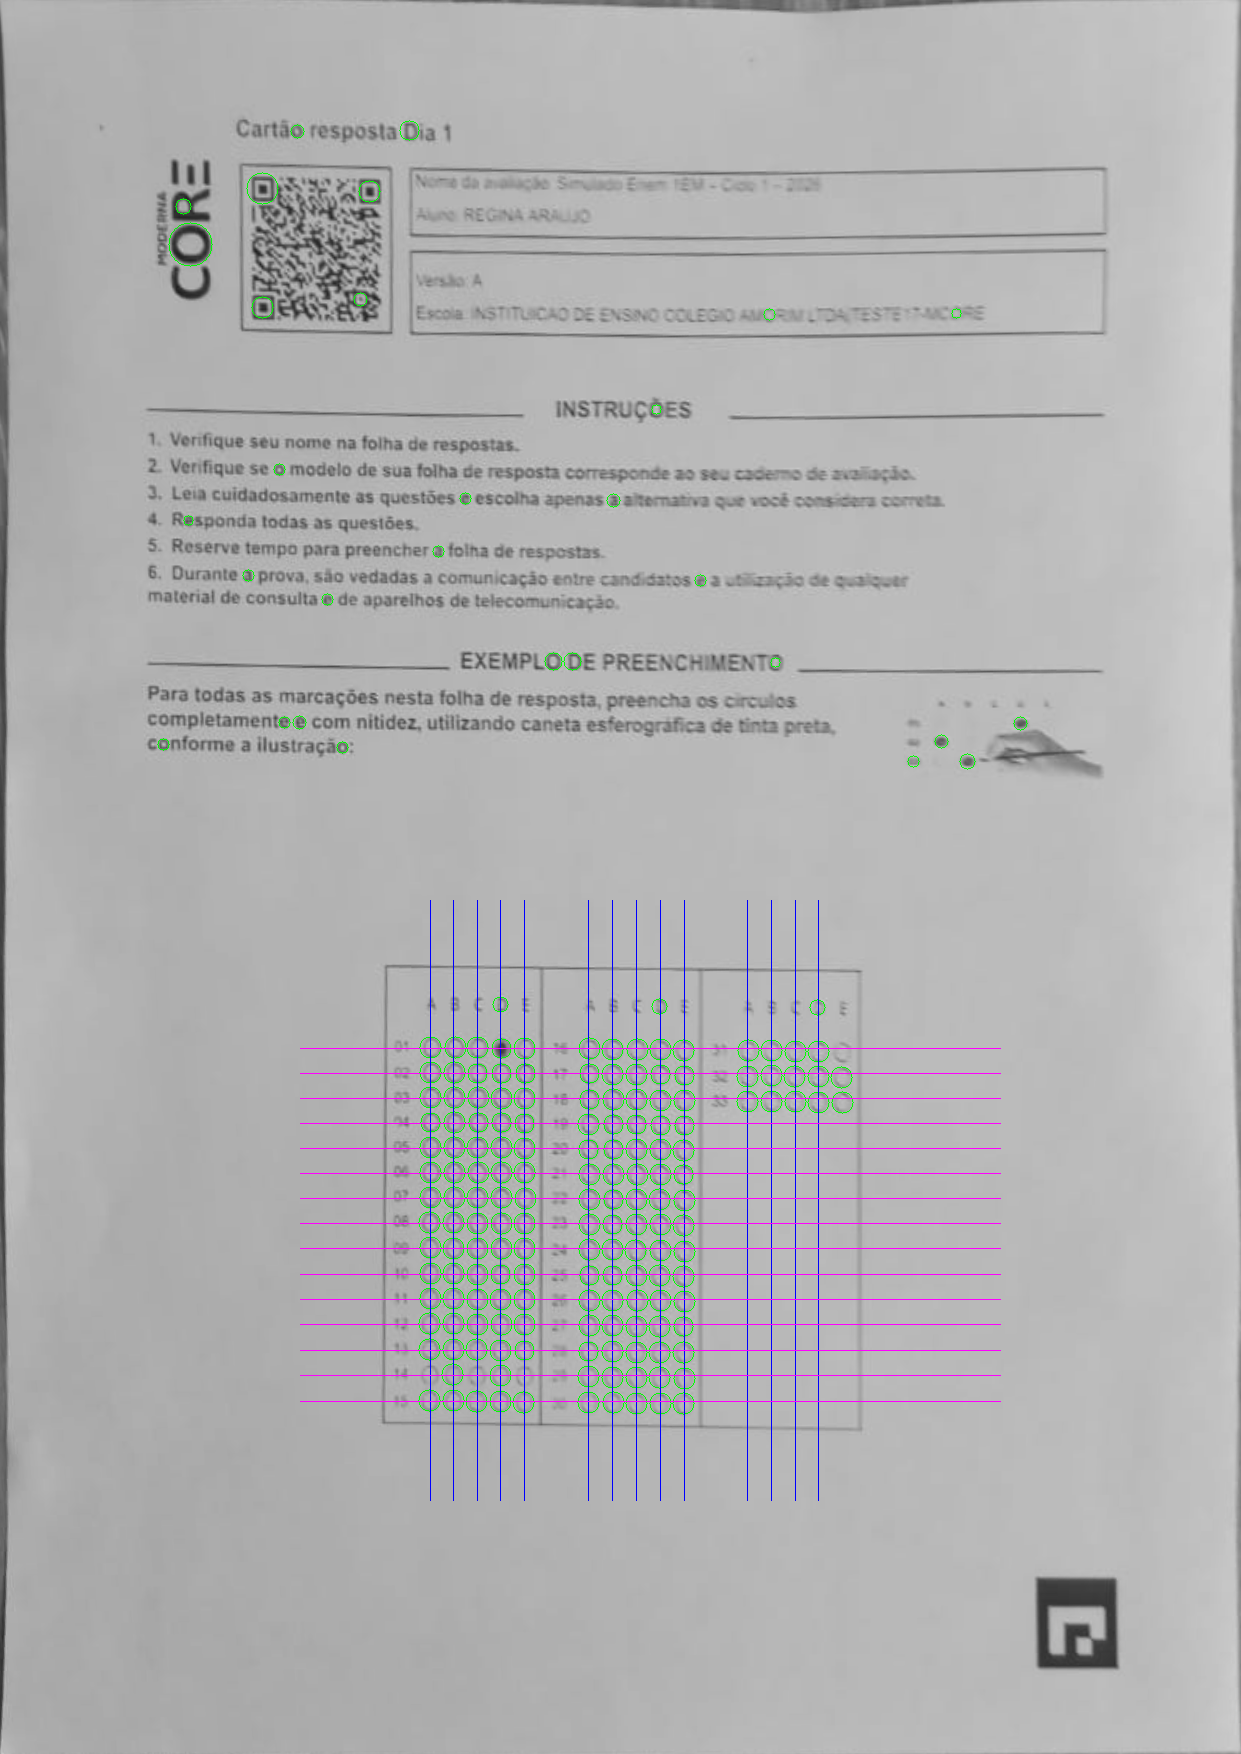 Cartão resposta Dia 1
MODERNA
CORE
Nome da avaliação: Simulado Enem 1EM - Ciclo 1 - 2026
Aluno: REGINA ARAUJO
Versão: A
Escola: INSTITUICAO DE ENSINO COLEGIO AMORIM LTDA(TESTE17-MCORE
INSTRUÇÕES
1. Verifique seu nome na folha de respostas.
2. Verifique se o modelo de sua folha de resposta corresponde ao seu caderno de avaliação.
3. Leia cuidadosamente as questões e escolha apenas a alternativa que você considera correta.
4. Responda todas as questões.
5. Reserve tempo para preencher a folha de respostas.
6. Durante a prova, são vedadas a comunicação entre candidatos e a utilização de qualquer
material de consulta e de aparelhos de telecomunicação.
EXEMPLO DE PREENCHIMENTO
Para todas as marcações nesta folha de resposta, preencha os círculos
completamente e com nitidez, utilizando caneta esferográfica de tinta preta,
conforme a ilustração:
A B C D E A B C D E A B C D E
01 16 31
02 17 32
03 18 33
04 19
05 20
06 21
07 22
08 23
09 24
10 25
11 26
12 27
13 28
14 29
15 30